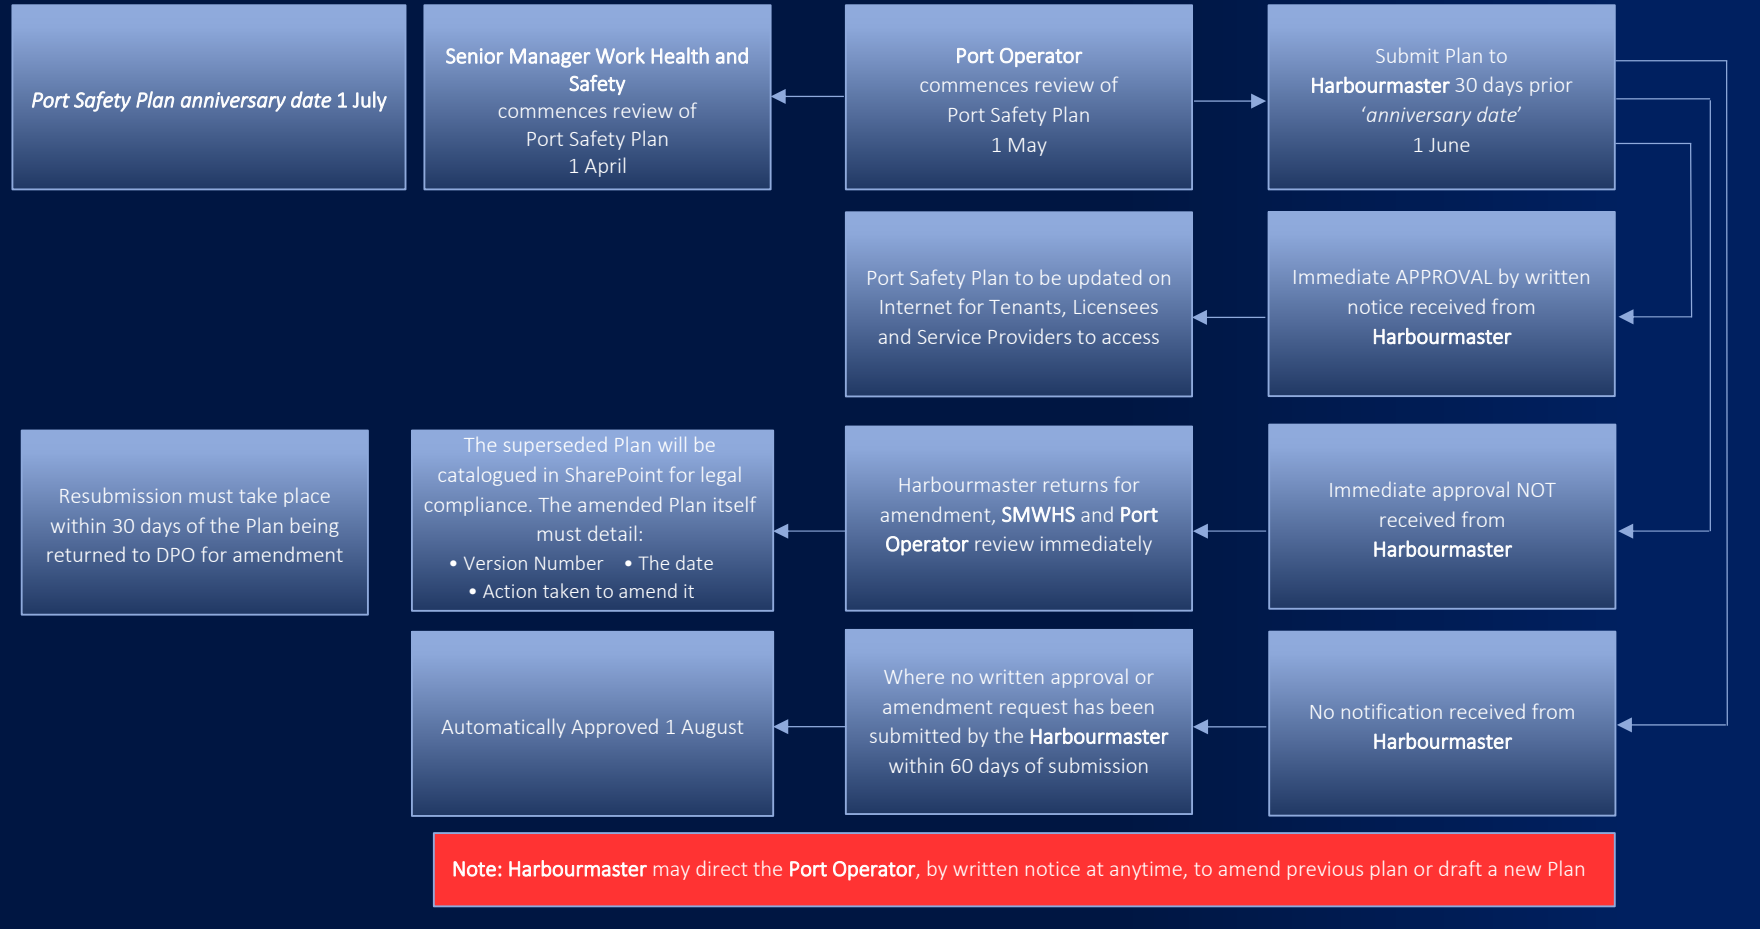 Port Safety Plan anniversary date 1 July
Senior Manager Work Health and
Safety
commences review of
Port Safety Plan
1 April
Port Operator
commences review of
Port Safety Plan
1 May
Submit Plan to
Harbourmaster 30 days prior
‘anniversary date’
1 June
Port Safety Plan to be updated on
Internet for Tenants, Licensees
and Service Providers to access
Immediate APPROVAL by written
notice received from
Harbourmaster
Resubmission must take place
within 30 days of the Plan being
returned to DPO for amendment
The superseded Plan will be
catalogued in SharePoint for legal
compliance. The amended Plan itself
must detail:
• Version Number • The date
• Action taken to amend it
Harbourmaster returns for
amendment, SMWHS and Port
Operator review immediately
Immediate approval NOT
received from
Harbourmaster
Automatically Approved 1 August
Where no written approval or
amendment request has been
submitted by the Harbourmaster
within 60 days of submission
No notification received from
Harbourmaster
Note: Harbourmaster may direct the Port Operator, by written notice at anytime, to amend previous plan or draft a new Plan